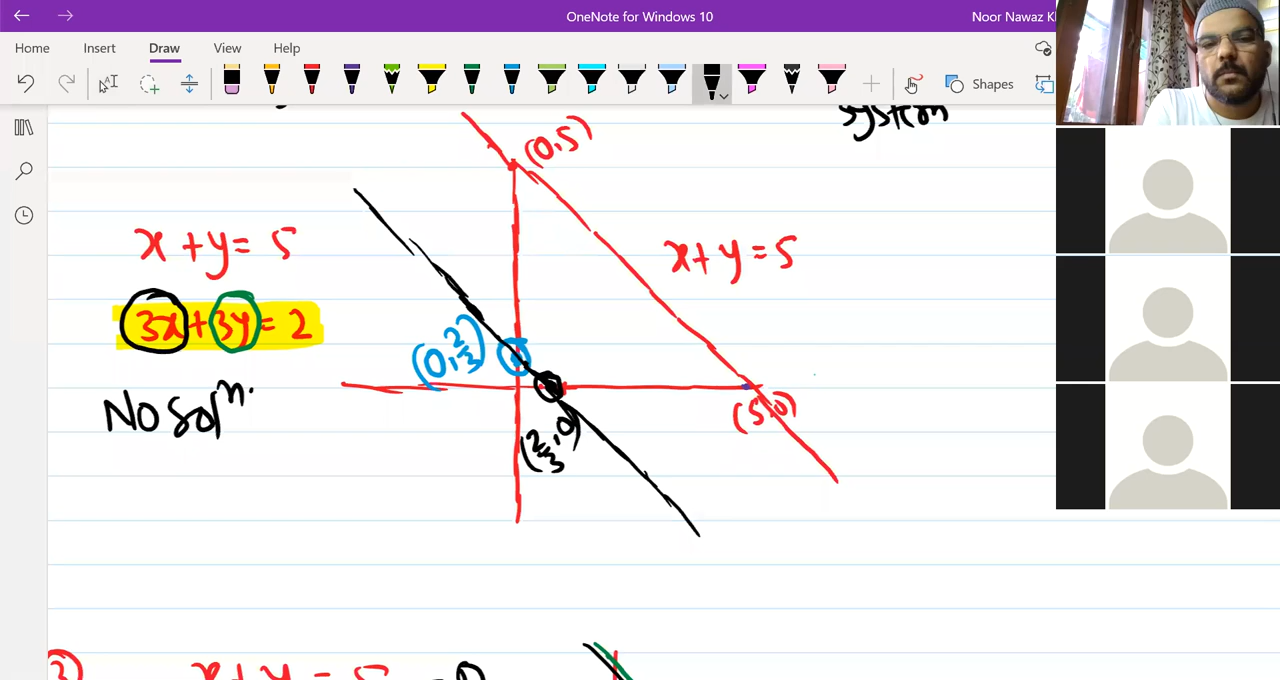 OneNote for Windows 10
Noor Nawaz K
Home Insert Draw View Help
Shapes
system
(0,5)
x+y=5
x+y=5
3x+3y=2
(0,2/3)
No solⁿ.
(5,0)
(2/3,0)
x+y=5